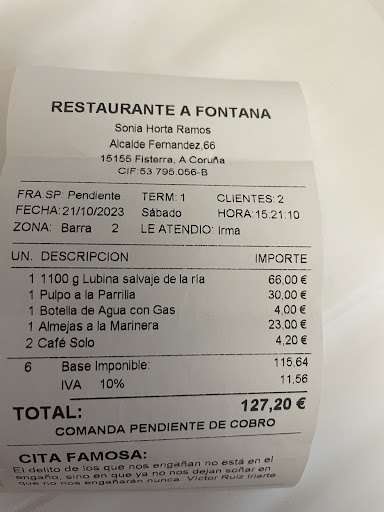 RESTAURANTE A FONTANA
Sonia Horta Ramos
Alcalde Fernandez,66
15155 Fisterra, A Coruña
CIF:53.795.056-B
FRA.SP: Pendiente TERM: 1 CLIENTES: 2
FECHA:21/10/2023 Sábado HORA:15:21:10
ZONA: Barra 2 LE ATENDIO: Irma
UN. DESCRIPCION IMPORTE
1 1100 g Lubina salvaje de la ría 66,00 €
1 Pulpo a la Parrilla 30,00 €
1 Botella de Agua con Gas 4,00 €
1 Almejas a la Marinera 23,00 €
2 Café Solo 4,20 €
6 Base Imponible: 115,64
IVA 10% 11,56
TOTAL: 127,20 €
COMANDA PENDIENTE DE COBRO
CITA FAMOSA:
El delito de los que nos engañan no está en el
engaño, sino en que ya no nos dejan soñar en
que no nos engañarán nunca. Víctor Ruiz Iriarte